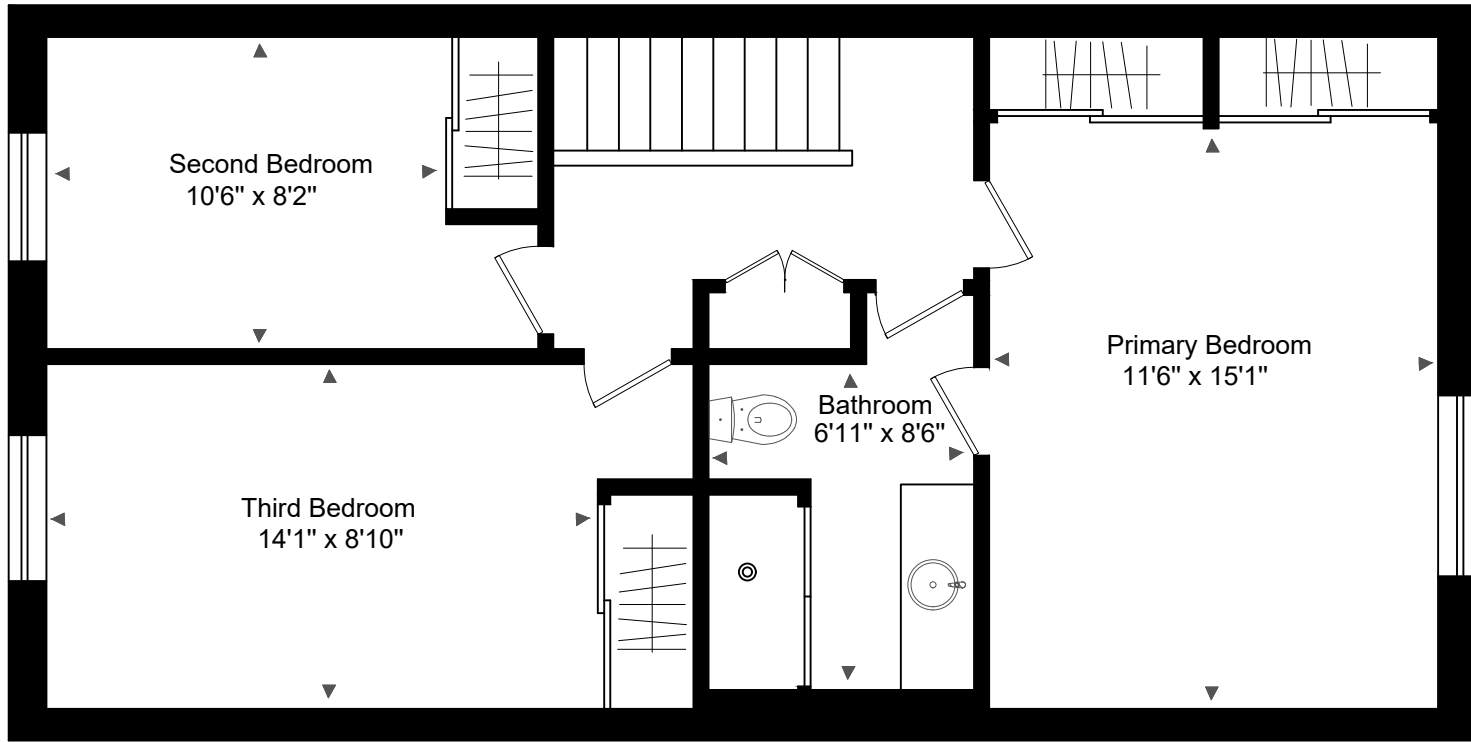 Second Bedroom
10'6" x 8'2"
Primary Bedroom
11'6" x 15'1"
Bathroom
6'11" x 8'6"
Third Bedroom
14'1" x 8'10"